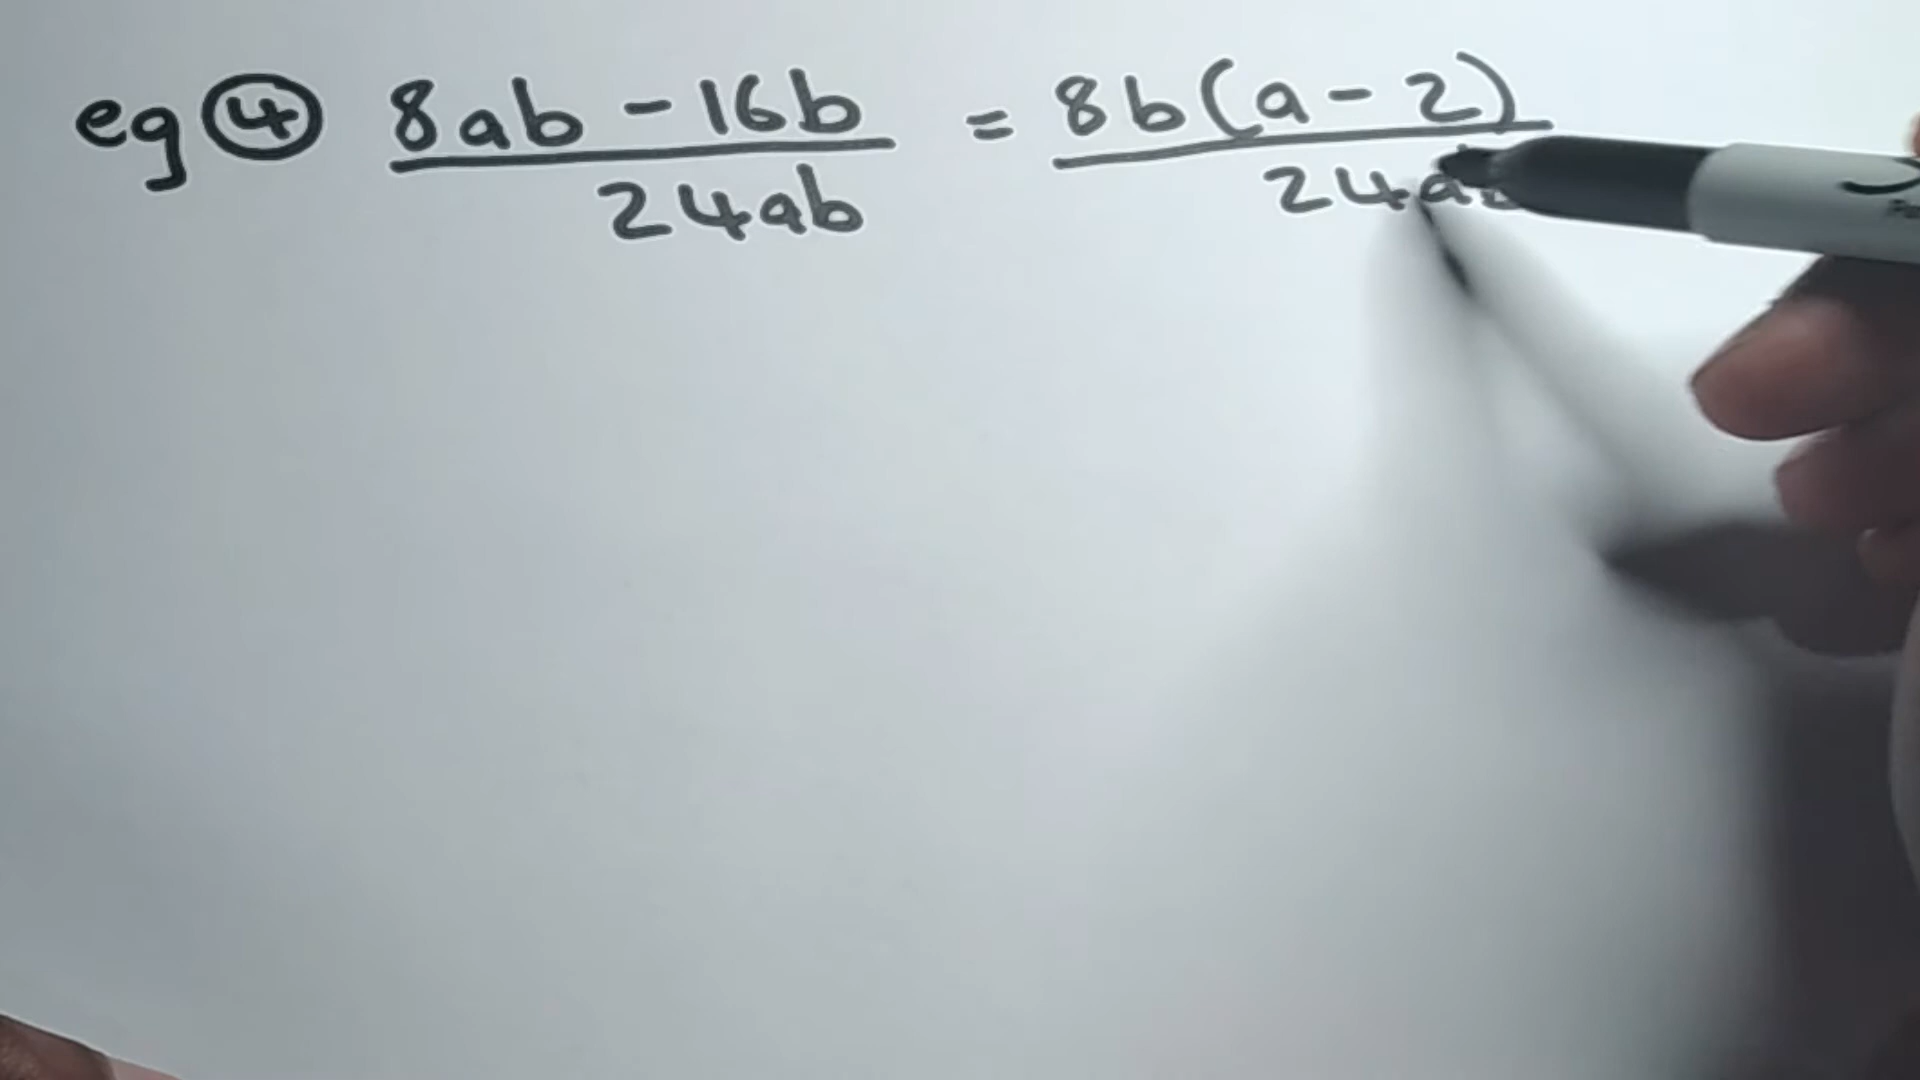 eg ④ 8ab - 16b = 8b(a - 2)
24ab 24a